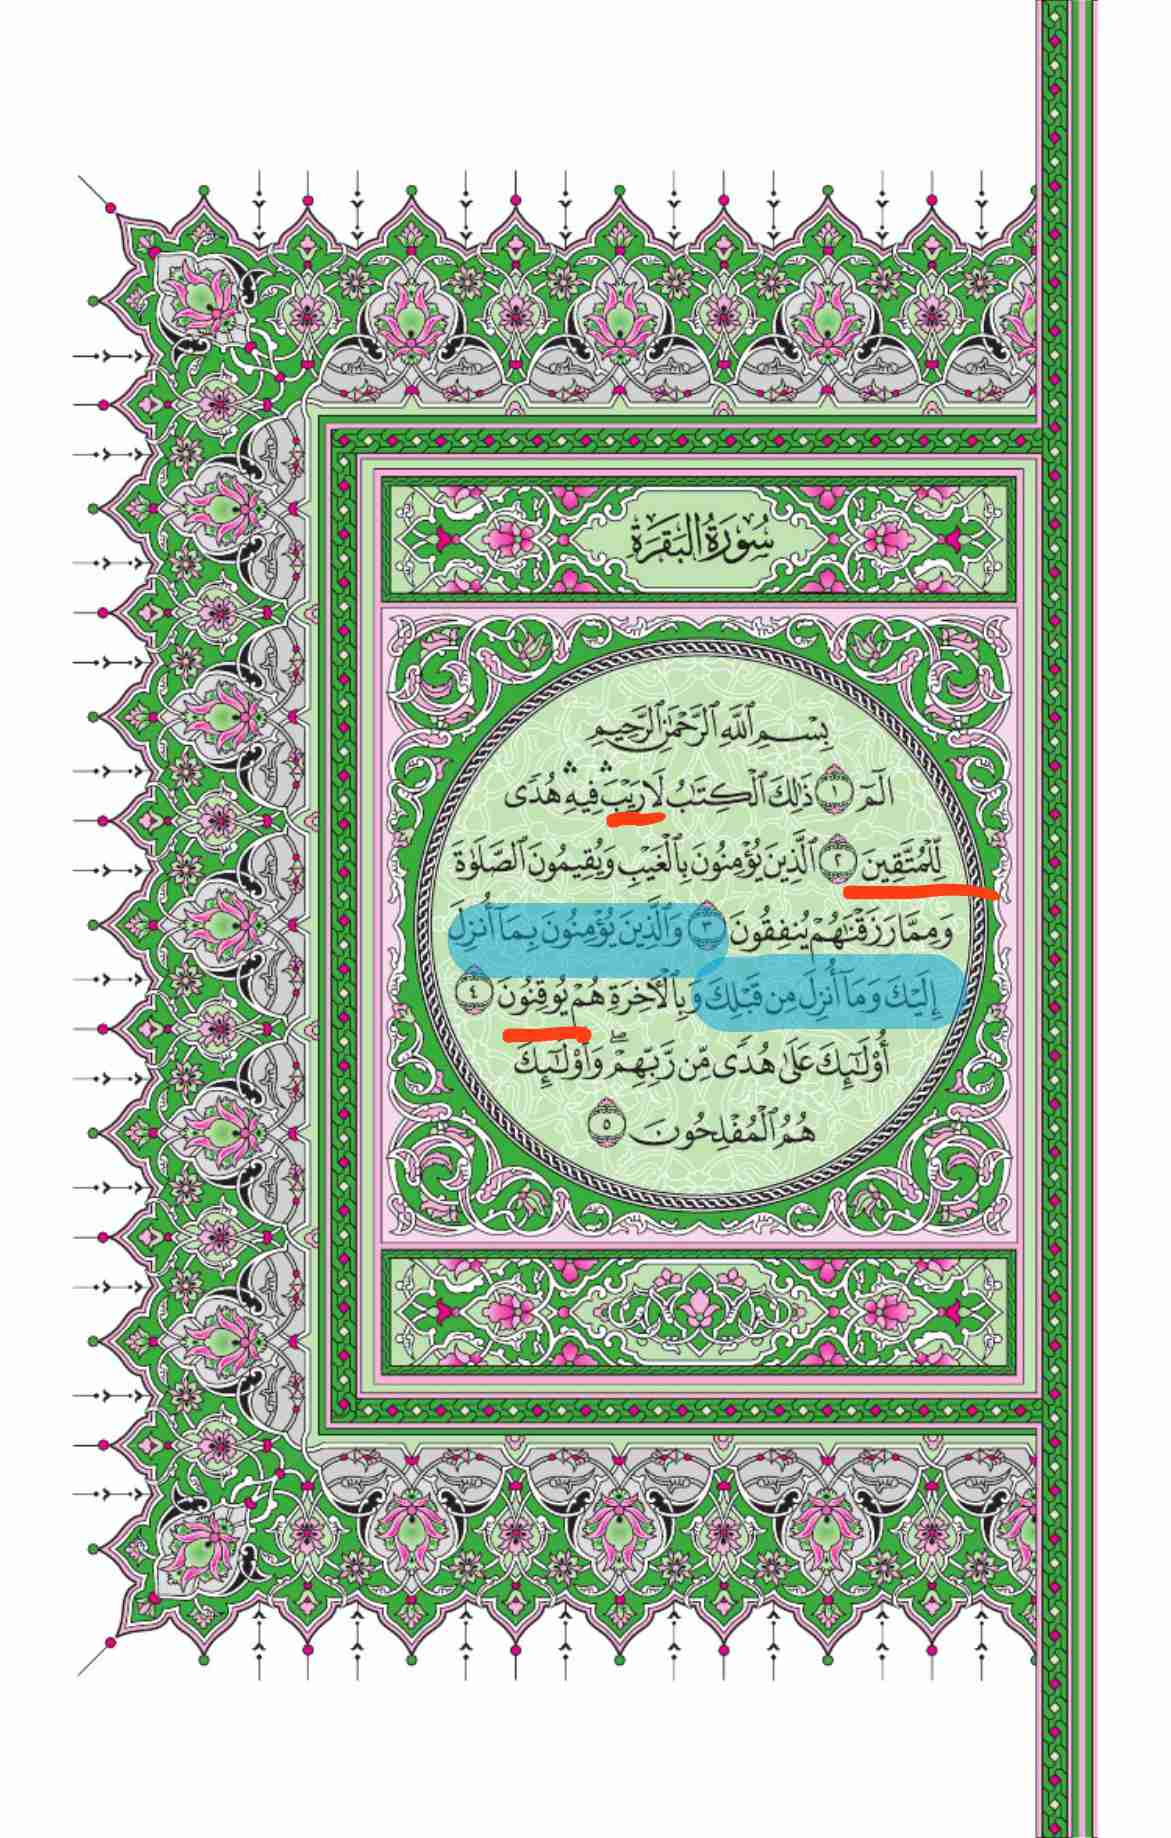 سُورَةُ البَقَرَةِ
بِسْمِ ٱللَّهِ ٱلرَّحْمَٰنِ ٱلرَّحِيمِ
الٓمٓ ١ ذَٰلِكَ ٱلْكِتَٰبُ لَا رَيْبَۛ فِيهِۛ هُدًى
لِّلْمُتَّقِينَ ٢ ٱلَّذِينَ يُؤْمِنُونَ بِٱلْغَيْبِ وَيُقِيمُونَ ٱلصَّلَوٰةَ
وَمِمَّا رَزَقْنَٰهُمْ يُنفِقُونَ ٣ وَٱلَّذِينَ يُؤْمِنُونَ بِمَآ أُنزِلَ
إِلَيْكَ وَمَآ أُنزِلَ مِن قَبْلِكَ وَبِٱلْأٓخِرَةِ هُمْ يُوقِنُونَ ٤
أُو۟لَٰٓئِكَ عَلَىٰ هُدًى مِّن رَّبِّهِمْۖ وَأُو۟لَٰٓئِكَ
هُمُ ٱلْمُفْلِحُونَ ٥